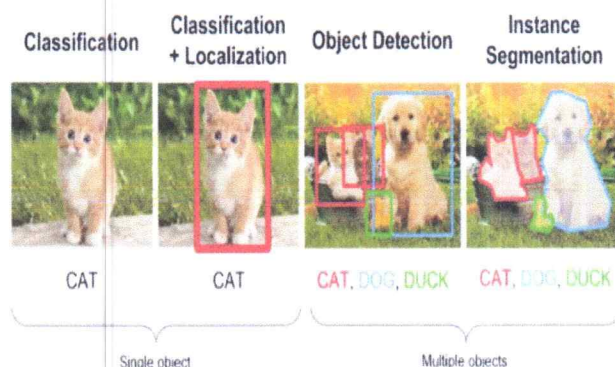 Classification
Classification
+ Localization
Object Detection
Instance
Segmentation
CAT
CAT
CAT, DOG, DUCK
CAT, DOG, DUCK
Single object
Multiple objects